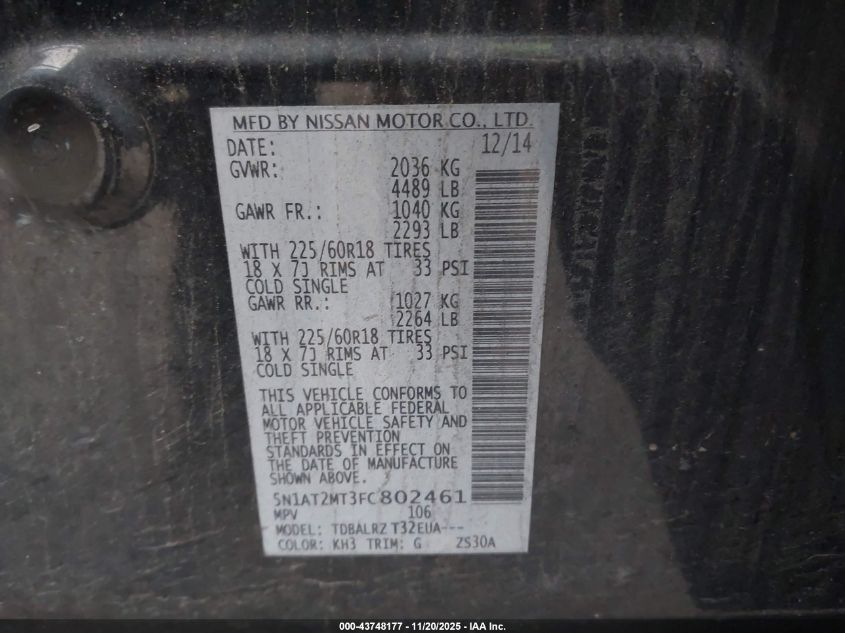 MFD BY NISSAN MOTOR CO., LTD.
DATE: 12/14
GVWR: 2036 KG
4489 LB
GAWR FR.: 1040 KG
2293 LB
WITH 225/60R18 TIRES
18 X 7J RIMS AT 33 PSI
COLD SINGLE
GAWR RR.: 1027 KG
2264 LB
WITH 225/60R18 TIRES
18 X 7J RIMS AT 33 PSI
COLD SINGLE
THIS VEHICLE CONFORMS TO
ALL APPLICABLE FEDERAL
MOTOR VEHICLE SAFETY AND
THEFT PREVENTION
STANDARDS IN EFFECT ON
THE DATE OF MANUFACTURE
SHOWN ABOVE.
5N1AT2MT3FC802461
MPV 106
MODEL: TDBALRZ T32EUA---
COLOR: KH3 TRIM: G ZS30A
000-43748177 - 11/20/2025 - IAA Inc.